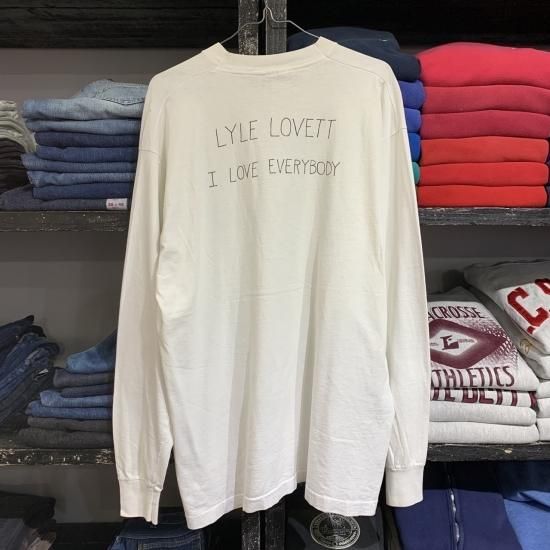 LYLE LOVETT
I LOVE EVERYBODY
LACROSSE
L
ATHLETICS